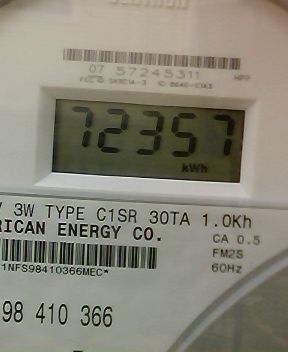 07 57245311 HPP
72357
kWh
V 3W TYPE C1SR 30TA 1.0Kh
RICAN ENERGY CO.
CA 0.5
FM2S
60Hz
1NFS98410366MEC*
98 410 366